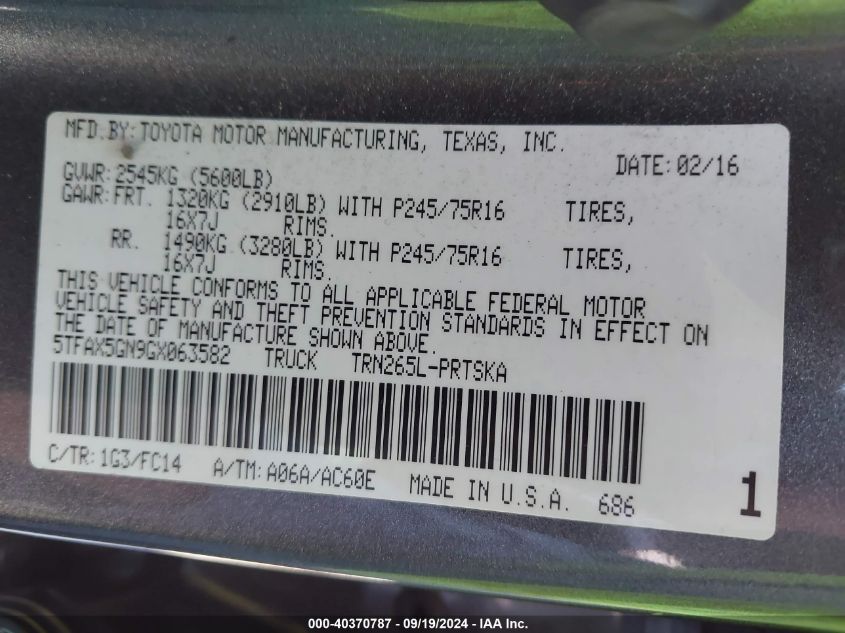 MFD.BY:TOYOTA MOTOR MANUFACTURING, TEXAS, INC.
DATE:02/16
GVWR:2545KG (5600LB)
GAWR:FRT. 1320KG (2910LB) WITH P245/75R16 TIRES,
16X7J RIMS.
RR. 1490KG (3280LB) WITH P245/75R16 TIRES,
16X7J RIMS.
THIS VEHICLE CONFORMS TO ALL APPLICABLE FEDERAL MOTOR
VEHICLE SAFETY AND THEFT PREVENTION STANDARDS IN EFFECT ON
THE DATE OF MANUFACTURE SHOWN ABOVE.
5TFAX5GN9GX063582 TRUCK TRN265L-PRTSKA
C/TR:1G3/FC14 A/TM:A06A/AC60E MADE IN U.S.A. 686
1
000-40370787 - 09/19/2024 - IAA Inc.